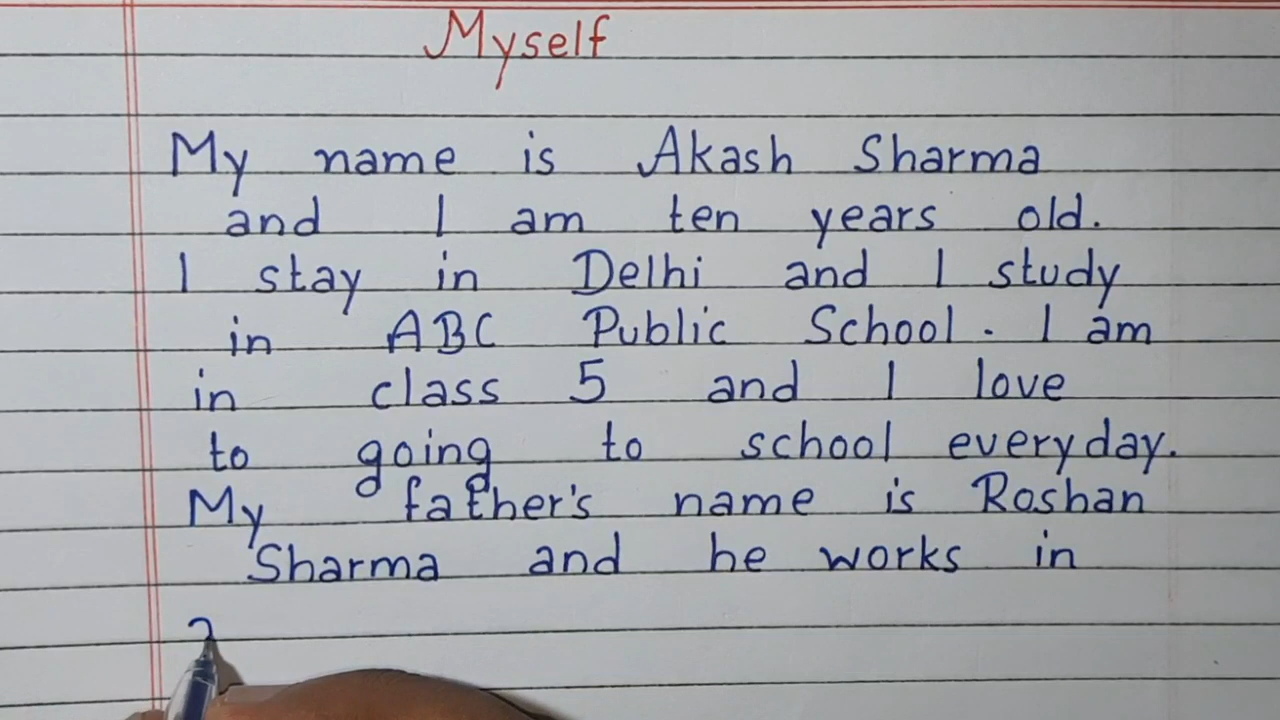 Myself
My name is Akash Sharma
and I am ten years old.
I stay in Delhi and I study
in ABC Public School. I am
in class 5 and I love
to going to school everyday.
My father's name is Roshan
Sharma and he works in